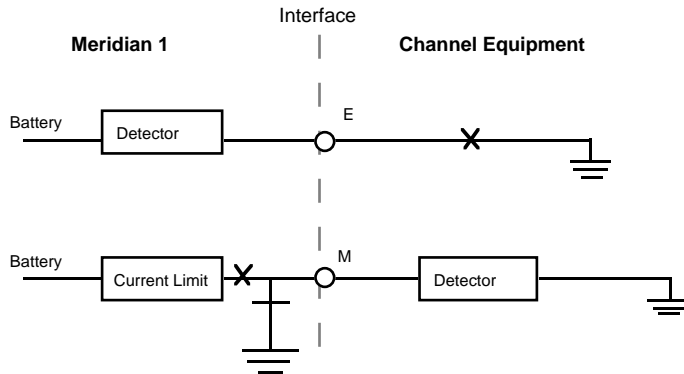 Interface
Meridian 1
Channel Equipment
Battery
Detector
E
Battery
Current Limit
M
Detector